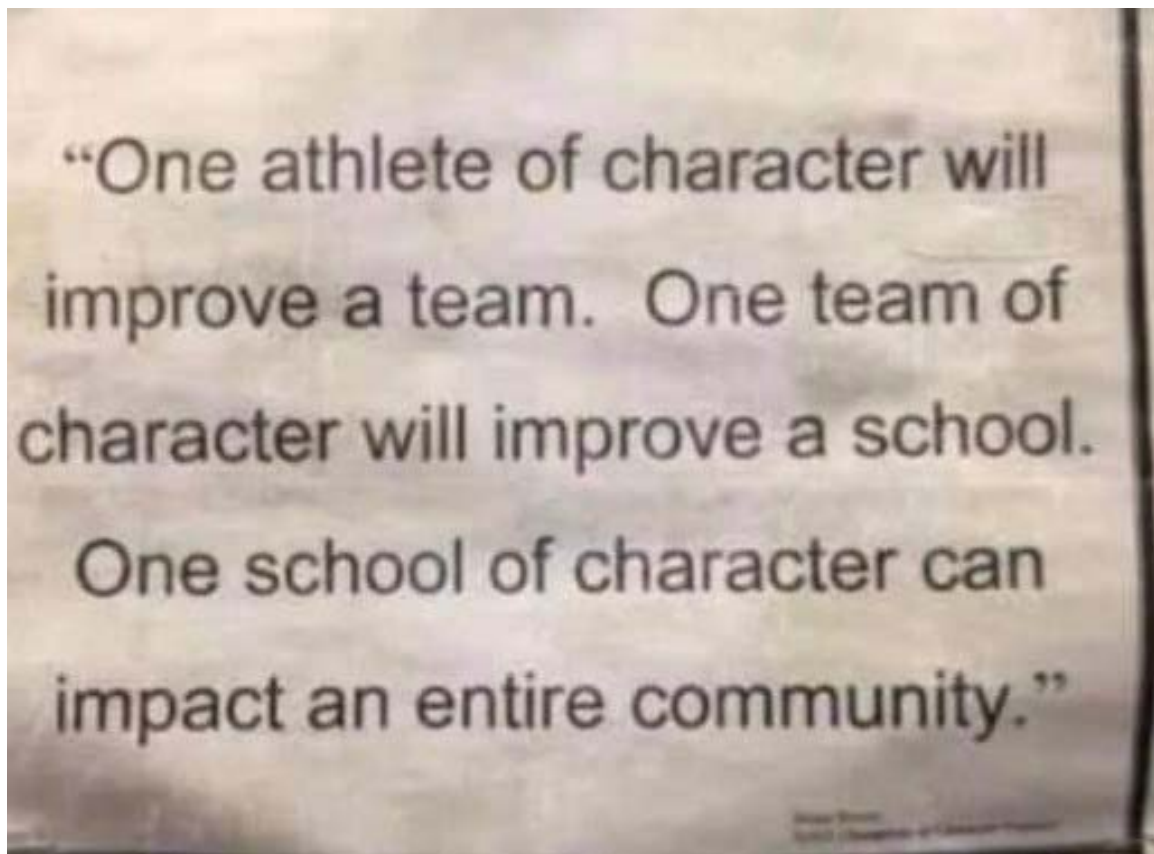 “One athlete of character will
improve a team. One team of
character will improve a school.
One school of character can
impact an entire community.”